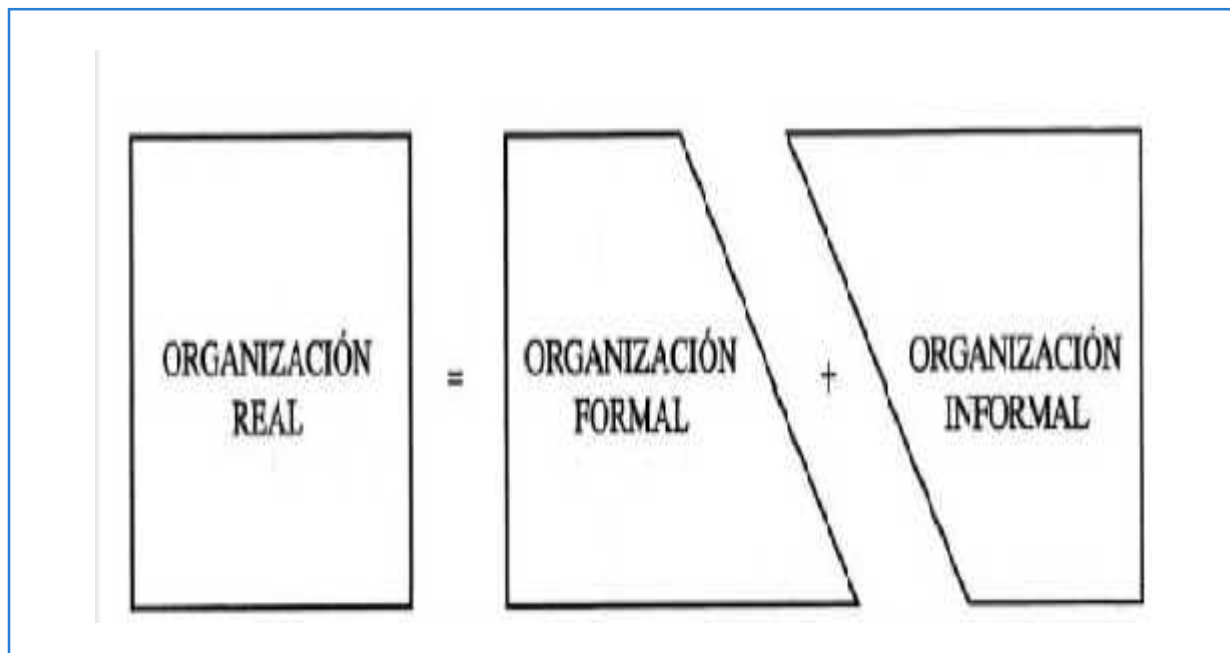 ORGANIZACIÓN
REAL
=
ORGANIZACIÓN
FORMAL
+
ORGANIZACIÓN
INFORMAL